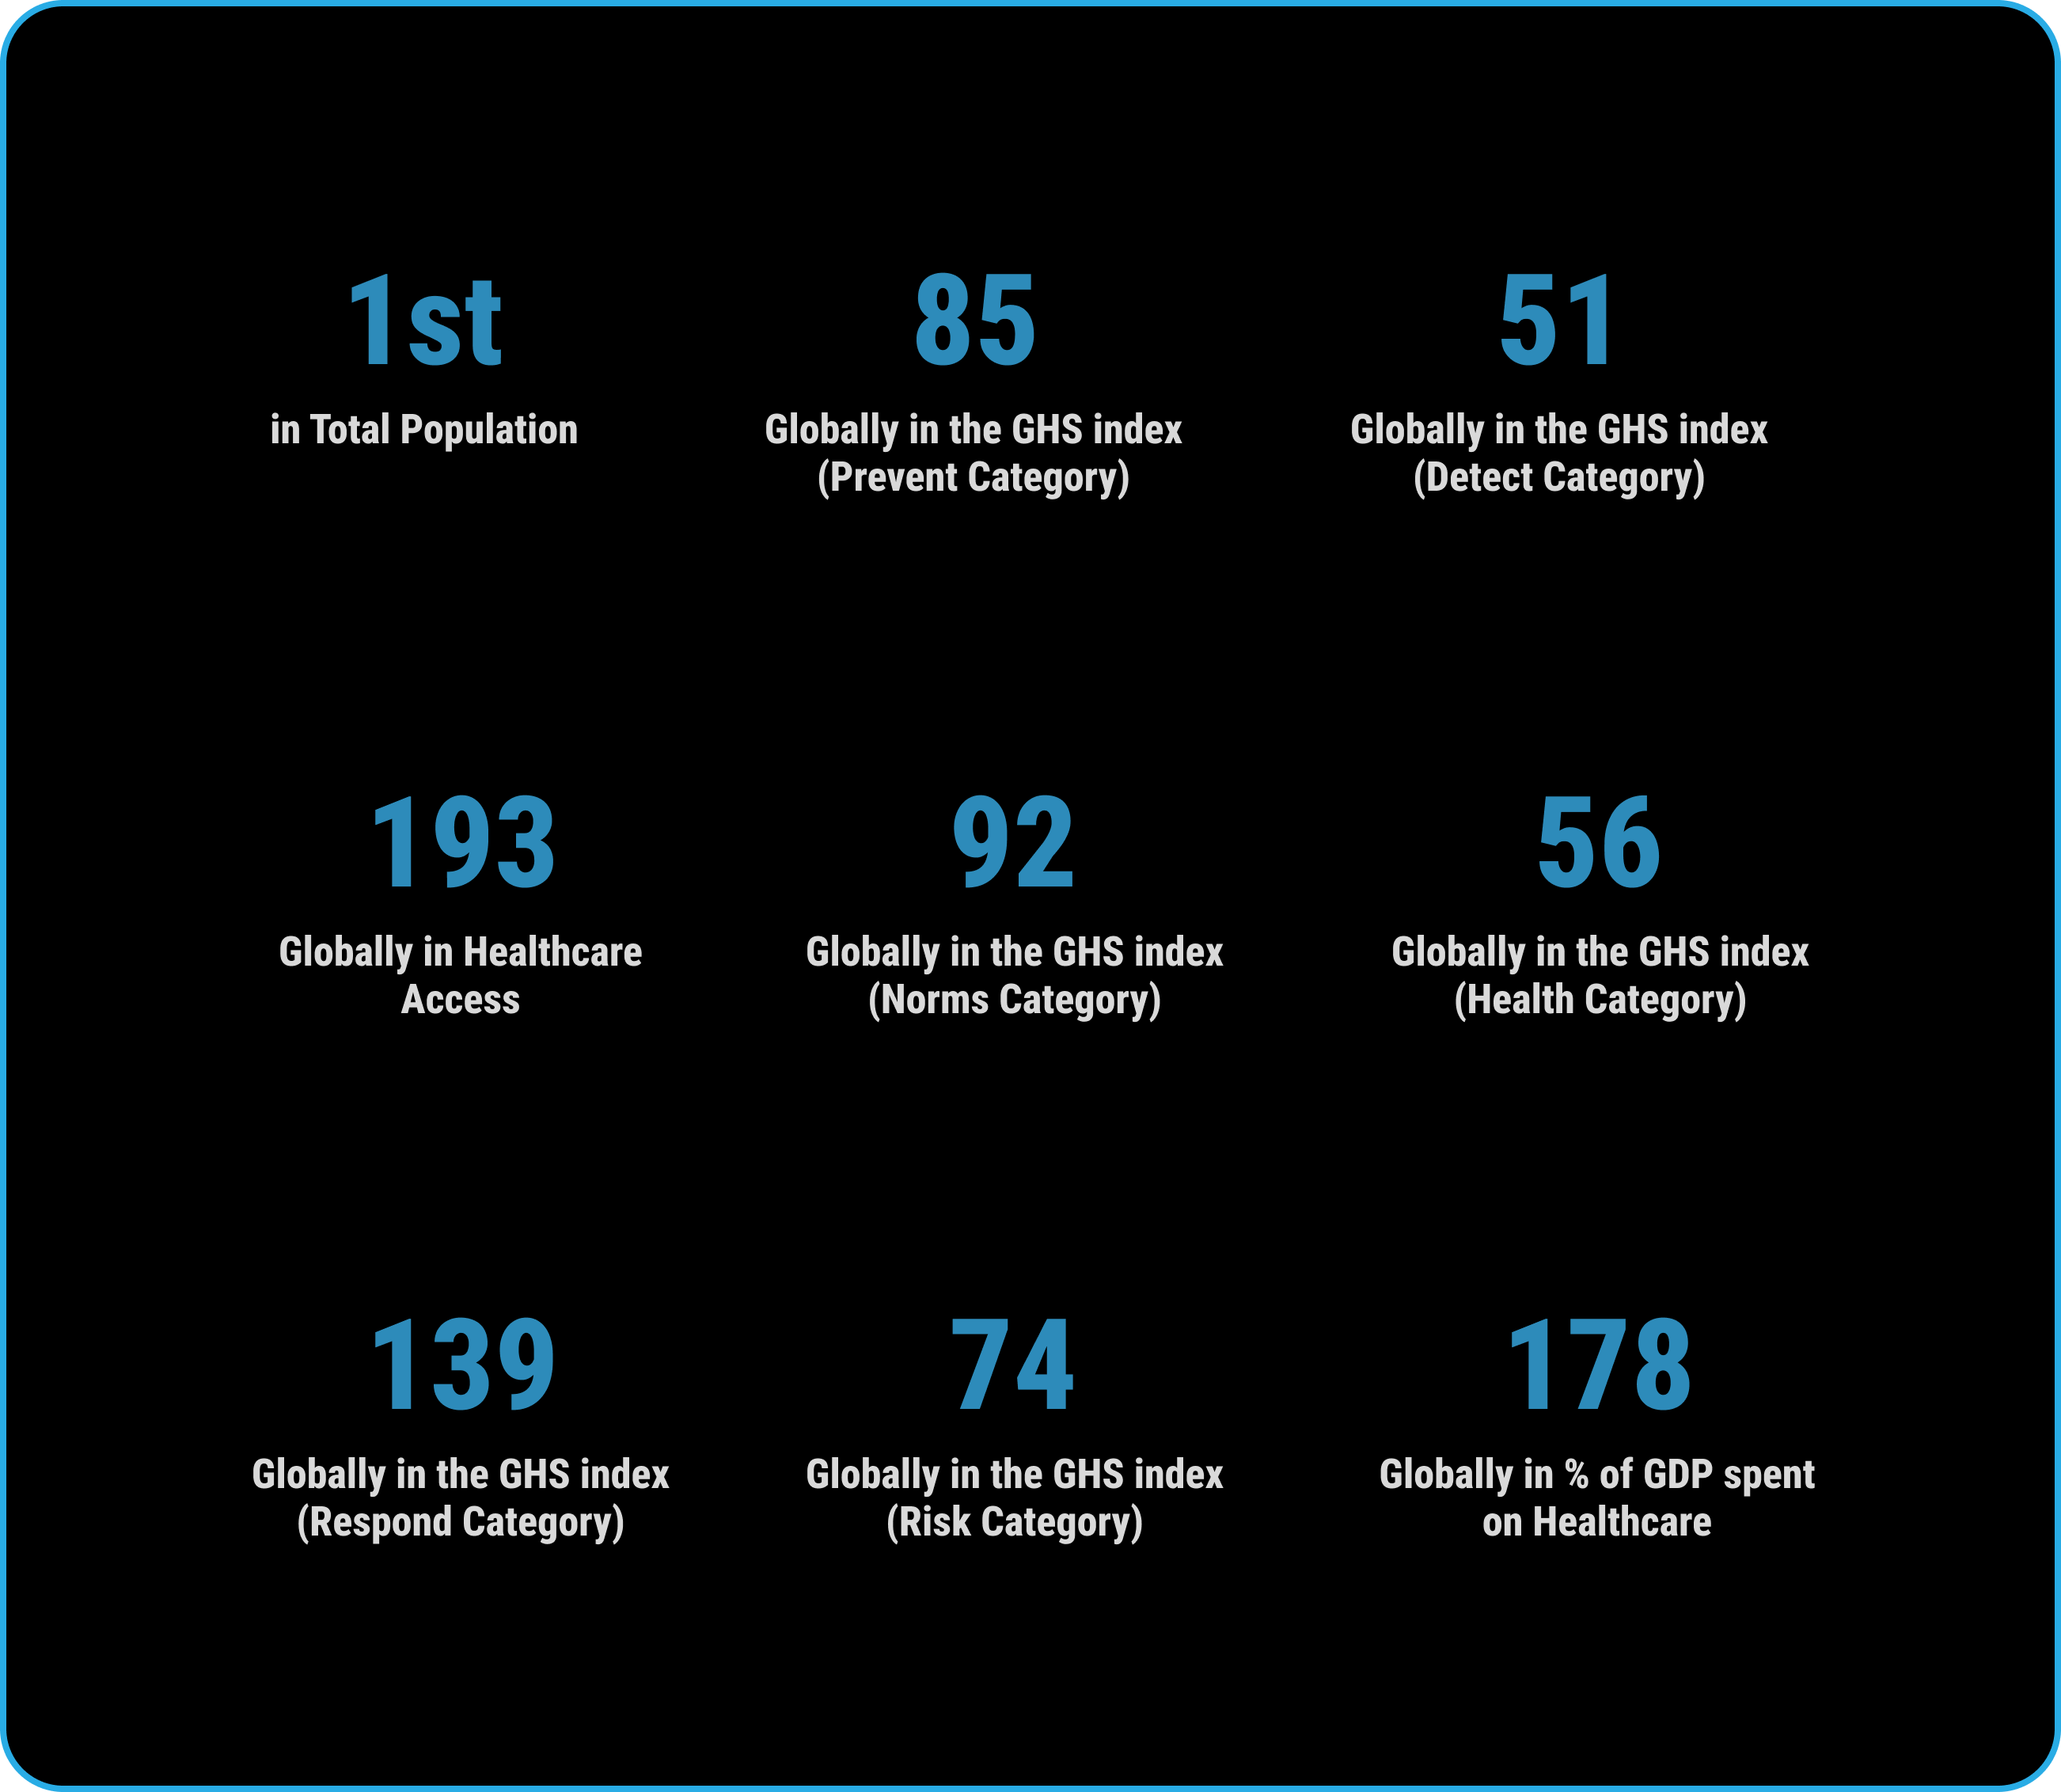 1st
in Total Population
85
Globally in the GHS index
(Prevent Category)
51
Globally in the GHS index
(Detect Category)
193
Globally in Healthcare
Access
92
Globally in the GHS index
(Norms Category)
56
Globally in the GHS index
(Health Category)
139
Globally in the GHS index
(Respond Category)
74
Globally in the GHS index
(Risk Category)
178
Globally in % of GDP spent
on Healthcare